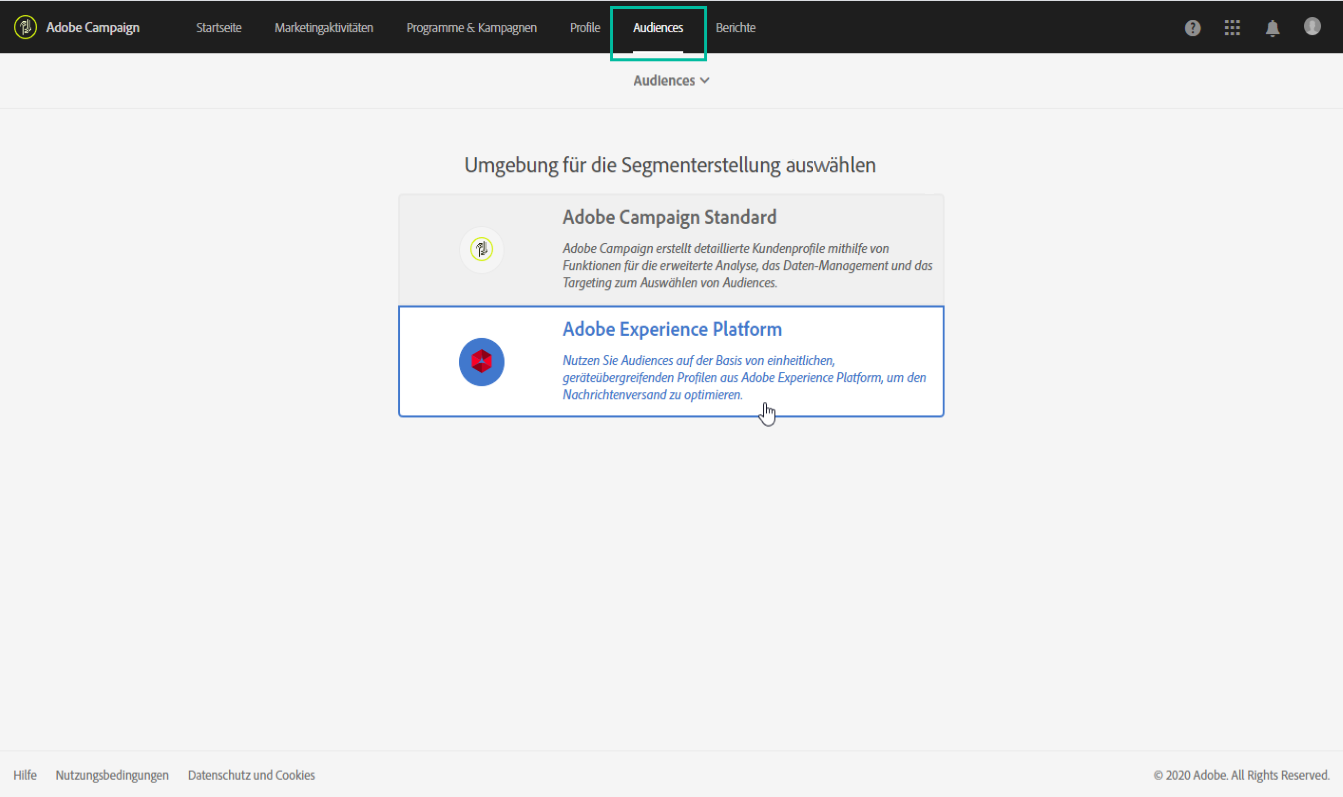 Adobe Campaign Startseite Marketingaktivitäten Programme & Kampagnen Profile Audiences Berichte
Audiences
Umgebung für die Segmenterstellung auswählen
Adobe Campaign Standard
Adobe Campaign erstellt detaillierte Kundenprofile mithilfe von
Funktionen für die erweiterte Analyse, das Daten-Management und das
Targeting zum Auswählen von Audiences.
Adobe Experience Platform
Nutzen Sie Audiences auf der Basis von einheitlichen,
geräteübergreifenden Profilen aus Adobe Experience Platform, um den
Nachrichtenversand zu optimieren.
Hilfe Nutzungsbedingungen Datenschutz und Cookies © 2020 Adobe. All Rights Reserved.